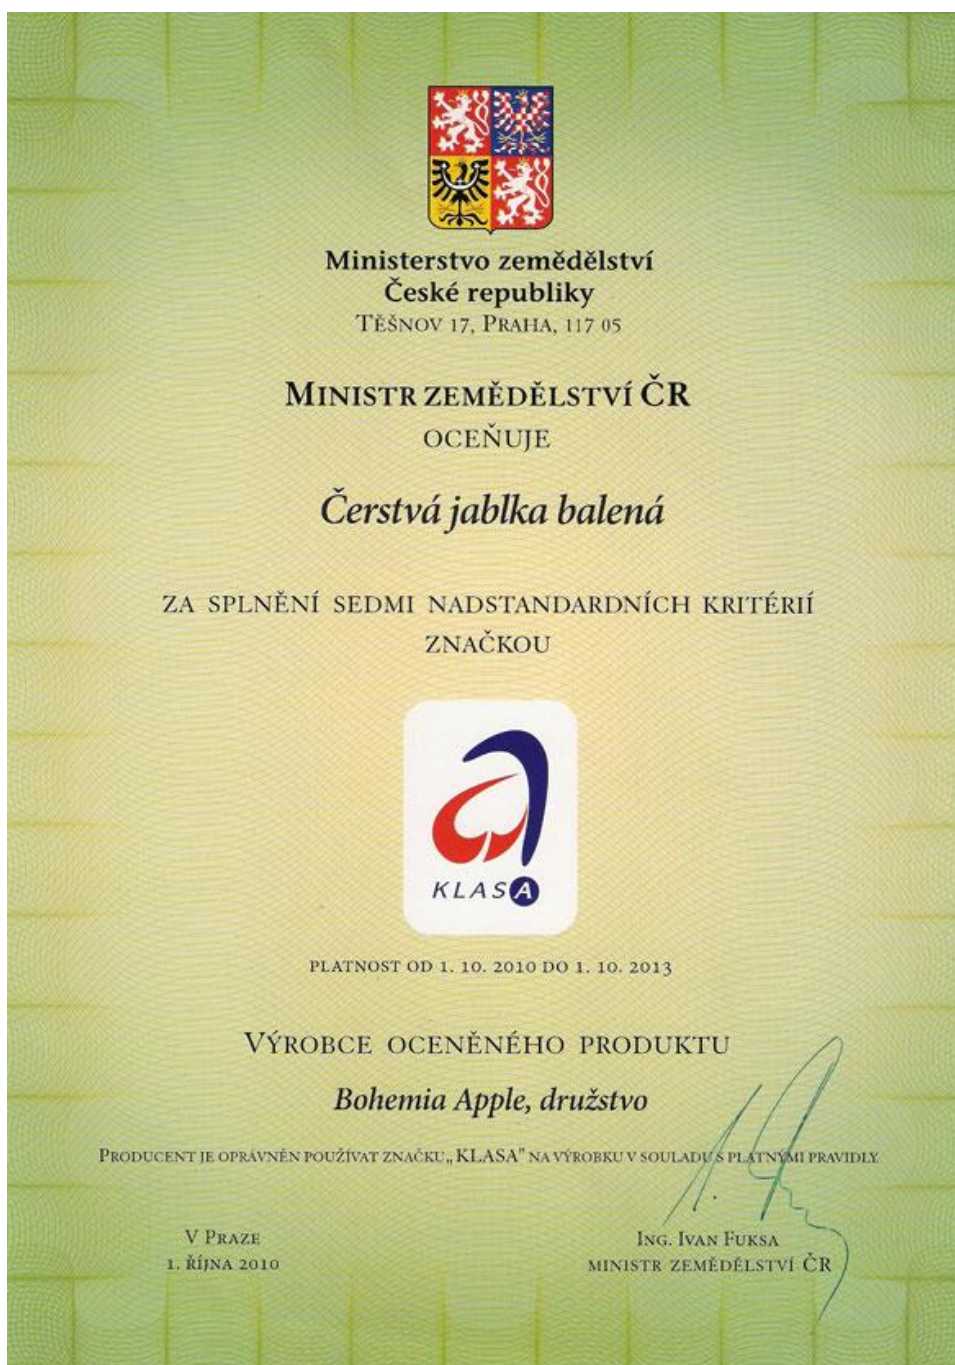 Ministerstvo zemědělství
České republiky
TĚŠNOV 17, PRAHA, 117 05
MINISTR ZEMĚDĚLSTVÍ ČR
OCEŇUJE
Čerstvá jablka balená
ZA SPLNĚNÍ SEDMI NADSTANDARDNÍCH KRITÉRIÍ
ZNAČKOU
KLASA
PLATNOST OD 1. 10. 2010 DO 1. 10. 2013
VÝROBCE OCENĚNÉHO PRODUKTU
Bohemia Apple, družstvo
PRODUCENT JE OPRÁVNĚN POUŽÍVAT ZNAČKU „KLASA" NA VÝROBKU V SOULADU S PLATNÝMI PRAVIDLY.
V PRAZE
1. ŘÍJNA 2010
ING. IVAN FUKSA
MINISTR ZEMĚDĚLSTVÍ ČR